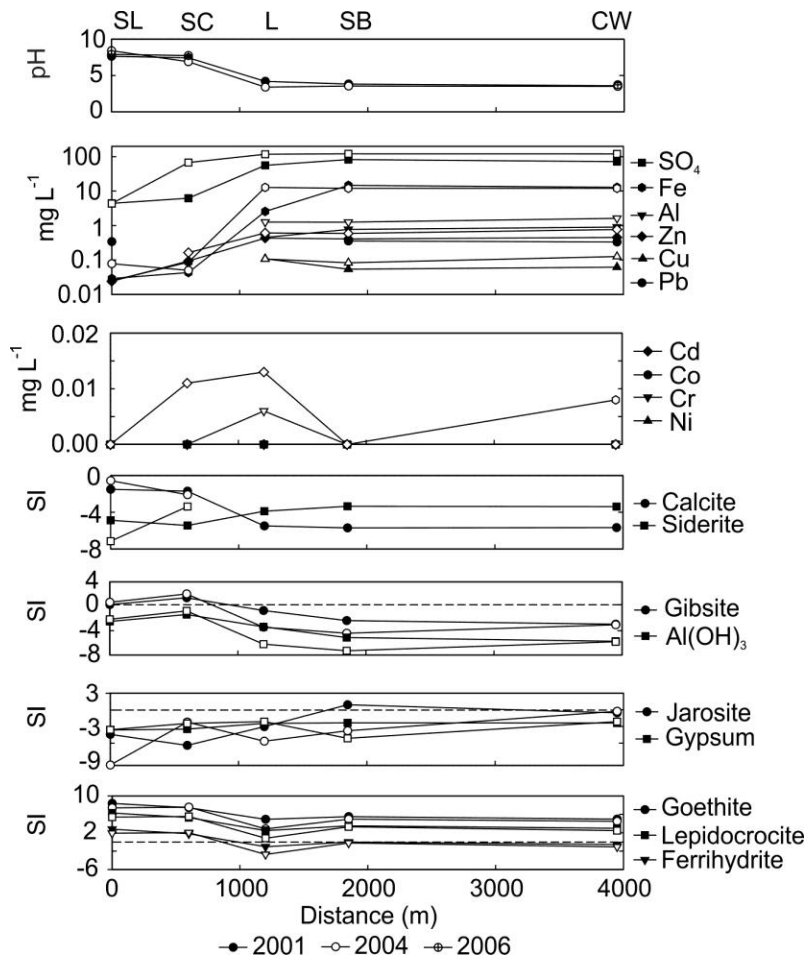 SL SC L SB CW
10
5
0
pH
100
10
1
0.1
0.01
mg L⁻¹
SO₄
Fe
Al
Zn
Cu
Pb
0.02
0.01
0.00
mg L⁻¹
Cd
Co
Cr
Ni
0
-4
-8
SI
Calcite
Siderite
4
0
-4
-8
SI
Gibsite
Al(OH)₃
3
-3
-9
SI
Jarosite
Gypsum
10
2
-6
SI
Goethite
Lepidocrocite
Ferrihydrite
0 1000 2000 3000 4000
Distance (m)
2001 2004 2006